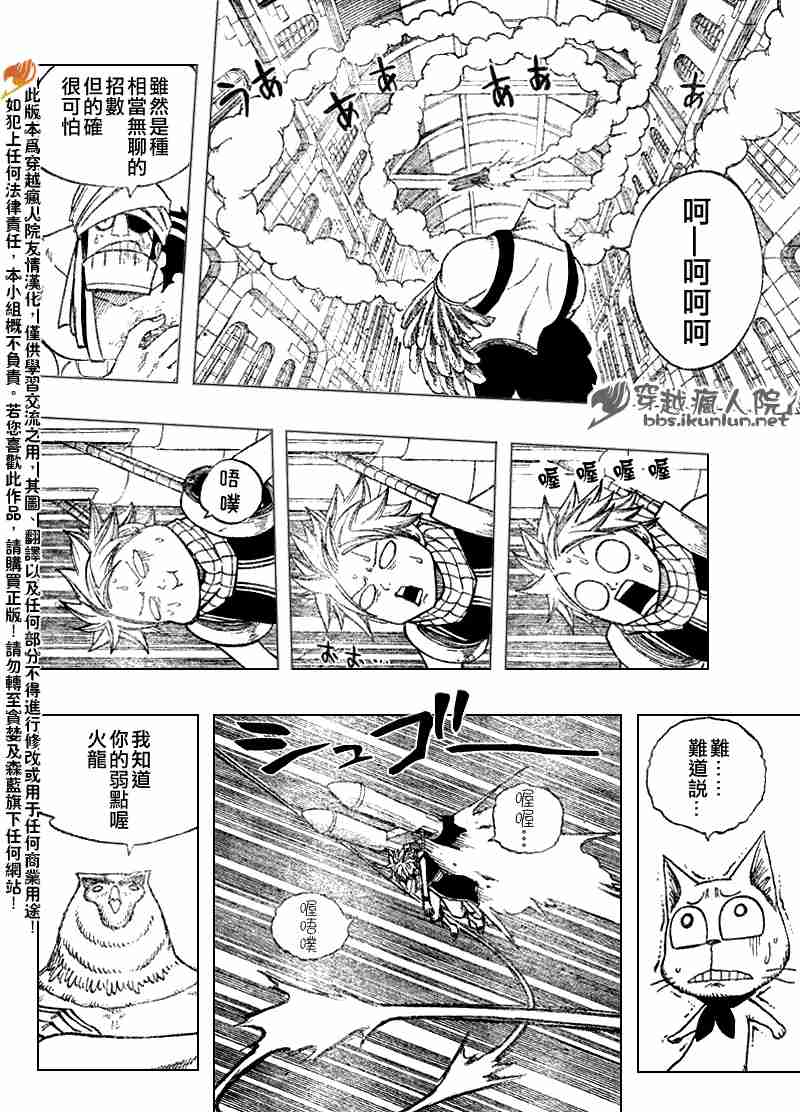 うあぁあぁ
呵—呵呵呵
雖然是種
相當無聊的
招數
但的確
很可怕
穿越瘋人院
bbs.ikunlun.net
喔喔喔喔
お お…
唔
噗
難……
難道説…
シュゴー
喔
喔…
喔
唔
噗
我知道
你的弱點喔
火龍
此版本爲穿越瘋人院友情漢化，僅供學習交流之用，其圖、翻譯以及任何部分不得進行修改或用于任何商業用途！
如犯上任何法律責任，本小組概不負責。若您喜歡此作品，請購買正版！請勿轉至貪婪及森藍旗下任何網站！